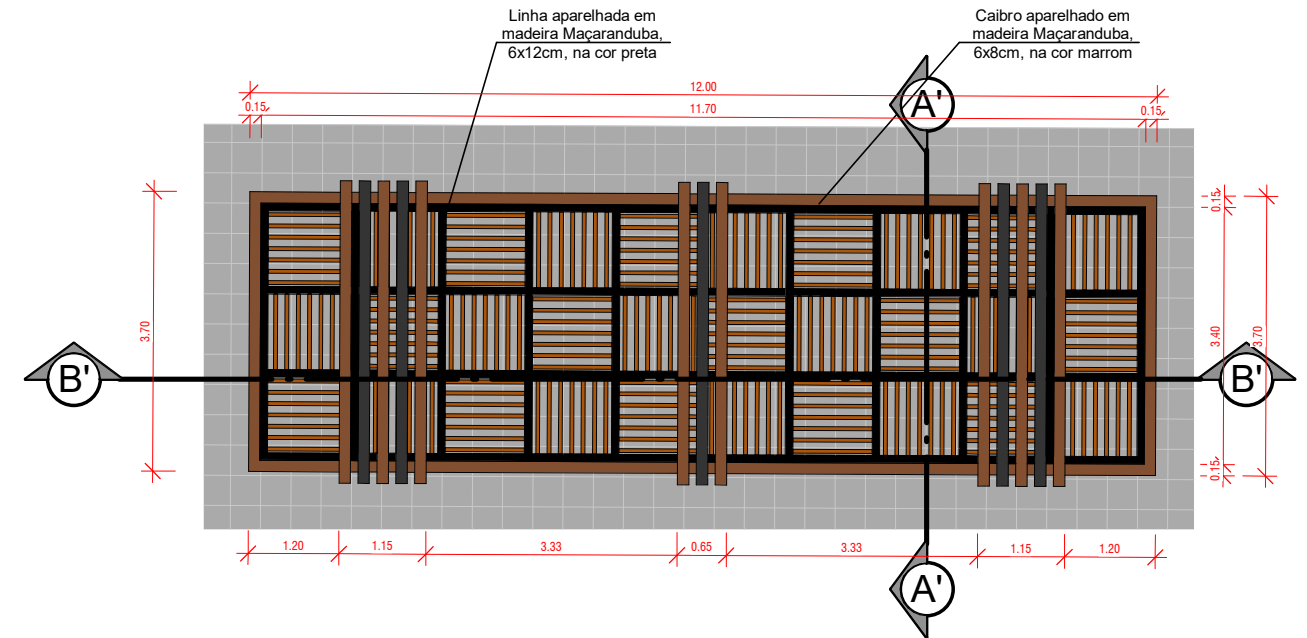 Linha aparelhada em
madeira Maçaranduba,
6x12cm, na cor preta
Caibro aparelhado em
madeira Maçaranduba,
6x8cm, na cor marrom
12.00
0.15
11.70
0.15
A'
3.70
0.15
3.40
3.70
0.15
B'
B'
1.20
1.15
3.33
0.65
3.33
1.15
1.20
A'